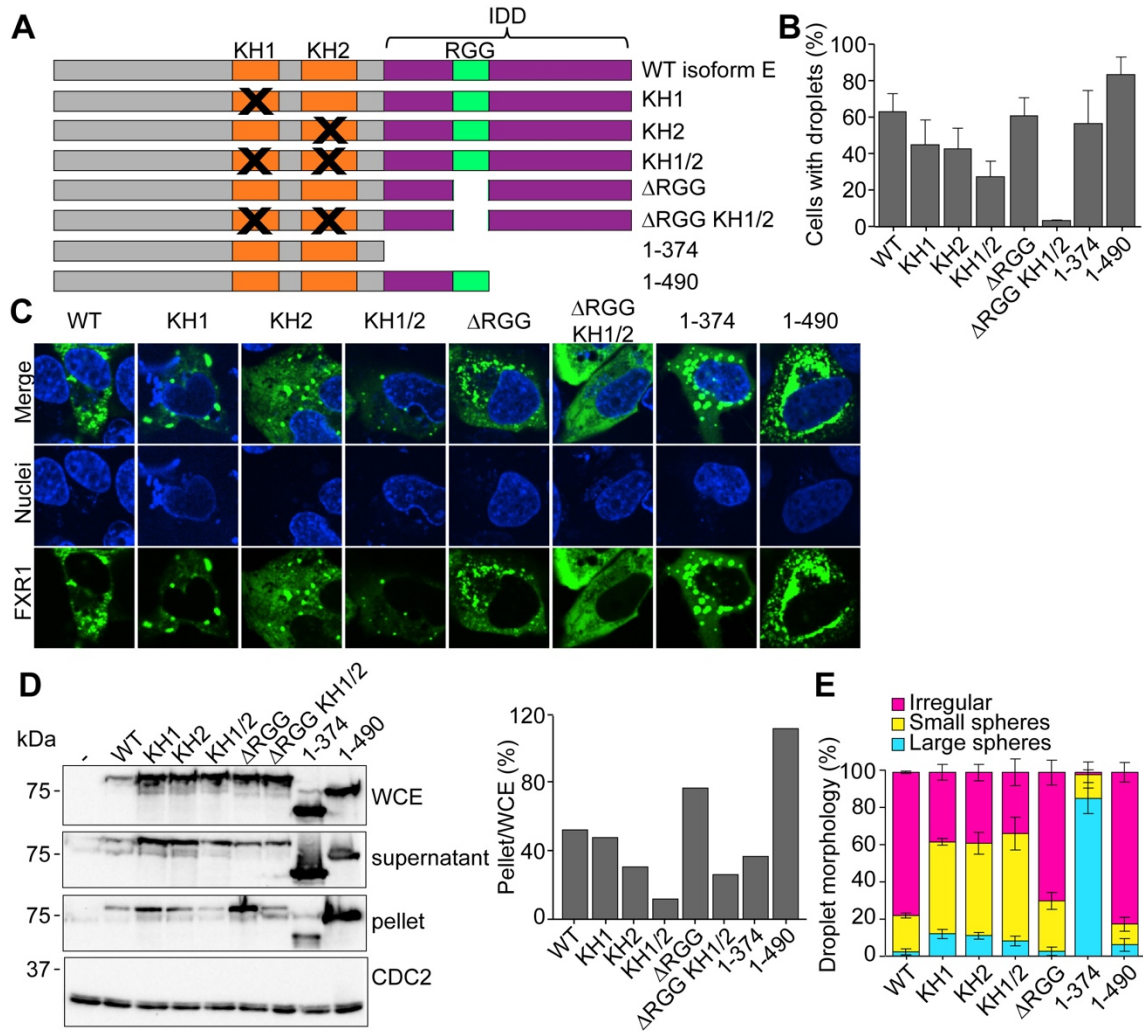 A
IDD
KH1 KH2 RGG
WT isoform E
KH1
KH2
KH1/2
ΔRGG
ΔRGG KH1/2
1-374
1-490
B
Cells with droplets (%)
80
60
40
20
0
WT
KH1
KH2
KH1/2
ΔRGG
ΔRGG KH1/2
1-374
1-490
C
WT KH1 KH2 KH1/2 ΔRGG ΔRGG KH1/2 1-374 1-490
Merge
Nuclei
FXR1
D
kDa - WT KH1 KH2 KH1/2 ΔRGG ΔRGG KH1/2 1-374 1-490
75- WCE
75- supernatant
75- pellet
37- CDC2
Pellet/WCE (%)
120
80
40
0
WT
KH1
KH2
KH1/2
ΔRGG
ΔRGG KH1/2
1-374
1-490
E
Irregular
Small spheres
Large spheres
Droplet morphology (%)
100
80
60
40
20
0
WT
KH1
KH2
KH1/2
ΔRGG
1-374
1-490